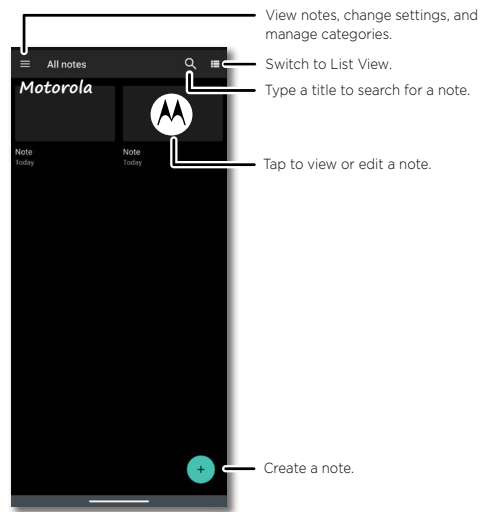 View notes, change settings, and
manage categories.
All notes
Switch to List View.
Motorola
Type a title to search for a note.
Note
Note
Today
Today
Tap to view or edit a note.
Create a note.